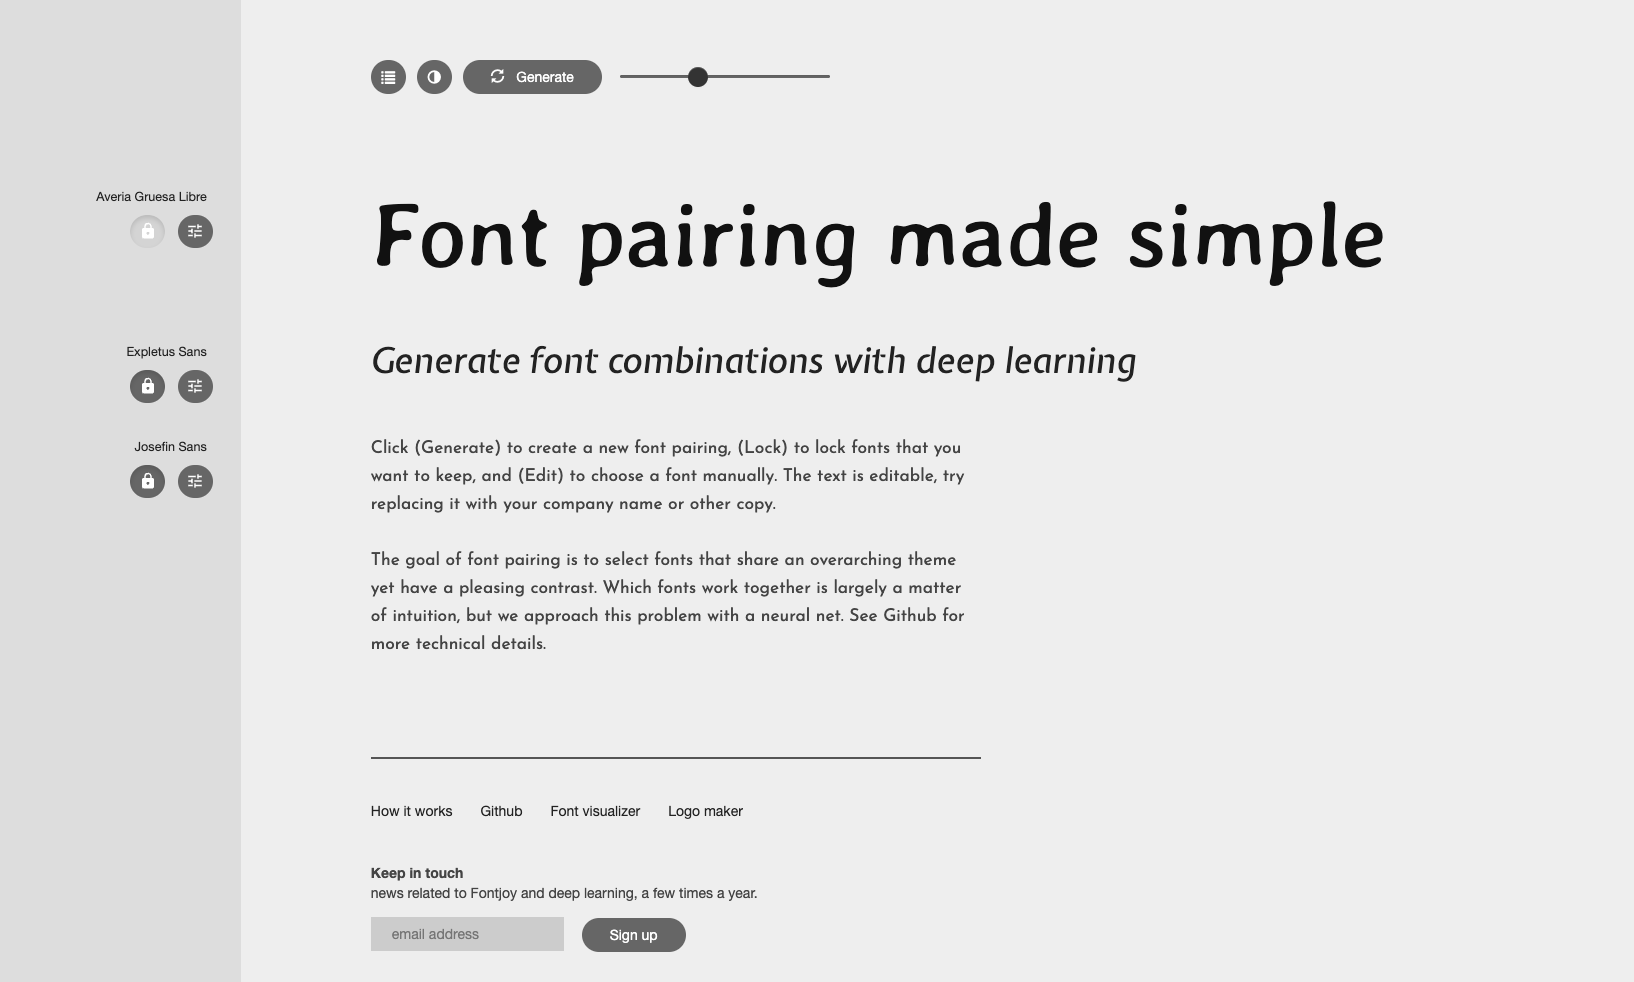 Generate
Averia Gruesa Libre
Font pairing made simple
Expletus Sans
Generate font combinations with deep learning
Josefin Sans
Click (Generate) to create a new font pairing, (Lock) to lock fonts that you
want to keep, and (Edit) to choose a font manually. The text is editable, try
replacing it with your company name or other copy.
The goal of font pairing is to select fonts that share an overarching theme
yet have a pleasing contrast. Which fonts work together is largely a matter
of intuition, but we approach this problem with a neural net. See Github for
more technical details.
How it works Github Font visualizer Logo maker
Keep in touch
news related to Fontjoy and deep learning, a few times a year.
email address Sign up